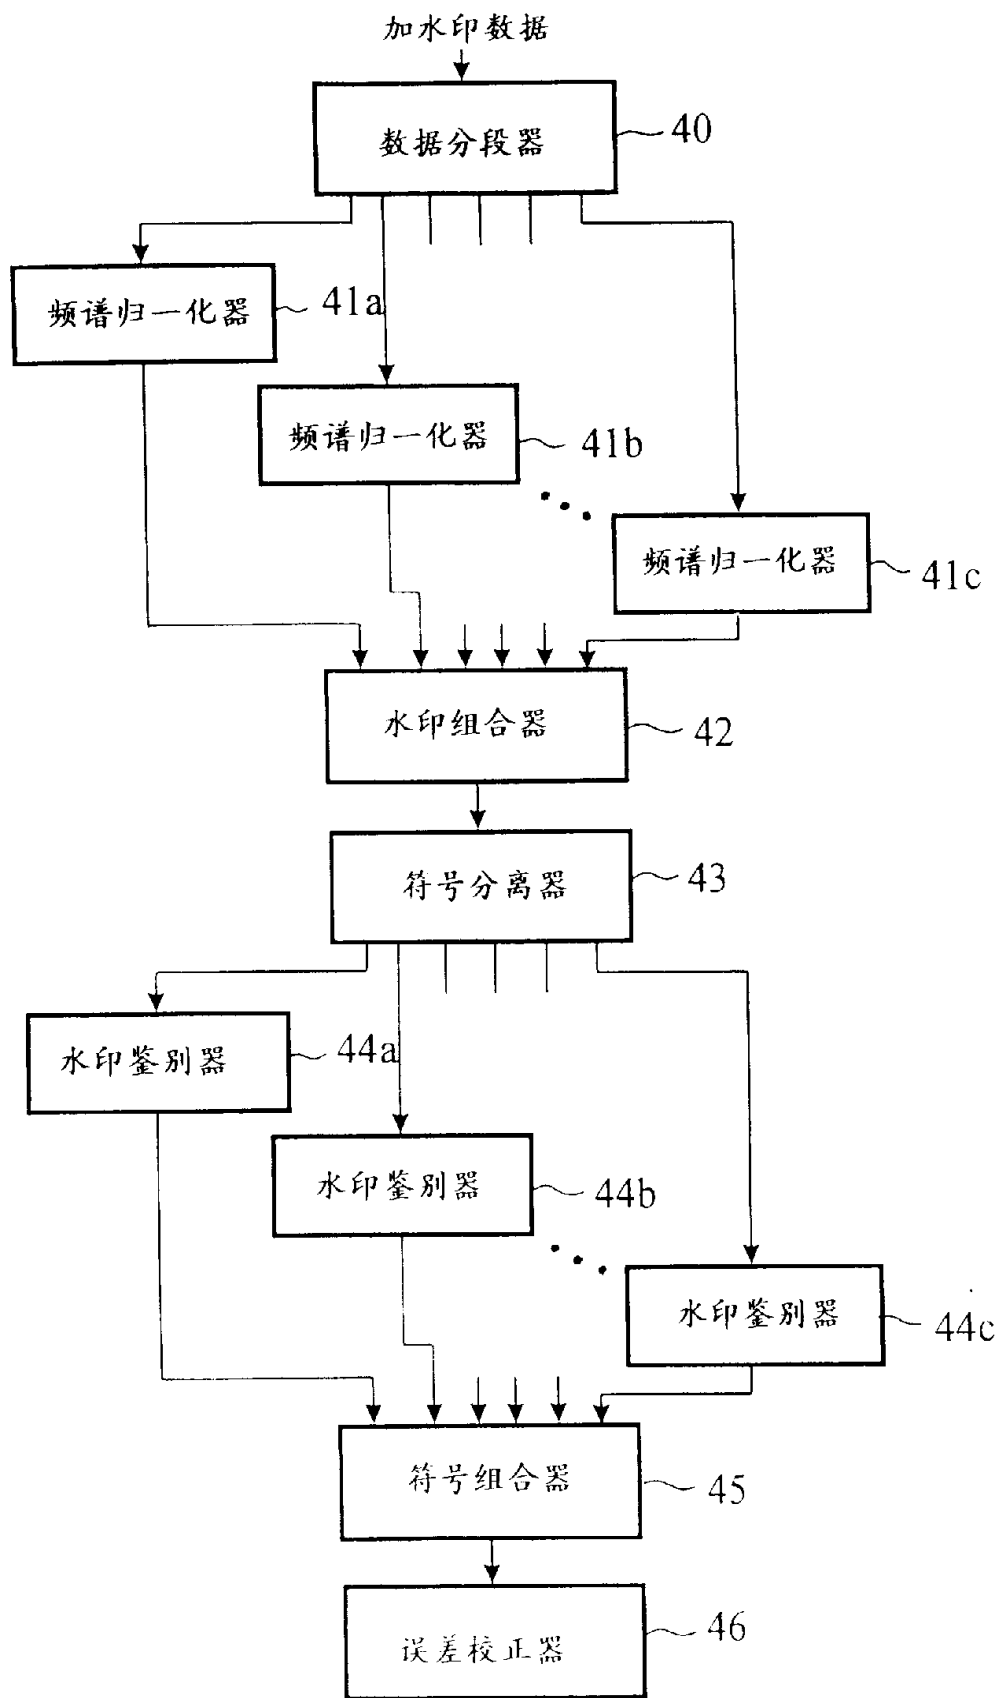 加水印数据
数据分段器
40
频谱归一化器
41a
频谱归一化器
41b
频谱归一化器
41c
水印组合器
42
符号分离器
43
水印鉴别器
44a
水印鉴别器
44b
水印鉴别器
44c
符号组合器
45
误差校正器
46